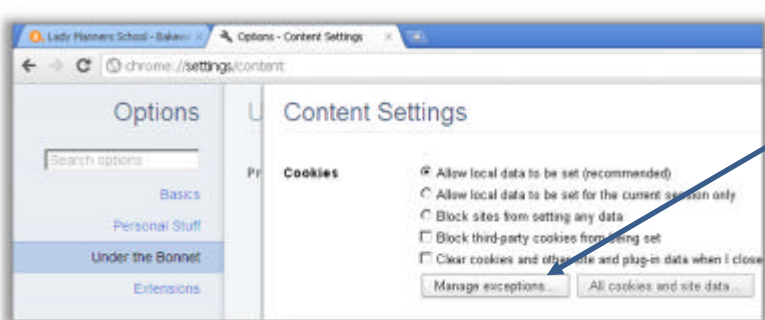 Lady Manners School - Bakew
Options - Content Settings
chrome://settings/content
Options
Search options
Basics
Personal Stuff
Under the Bonnet
Extensions
U
Pr
Content Settings
Cookies
Allow local data to be set (recommended)
Allow local data to be set for the current session only
Block sites from setting any data
Block third-party cookies from being set
Clear cookies and other site and plug-in data when I close
Manage exceptions...
All cookies and site data...